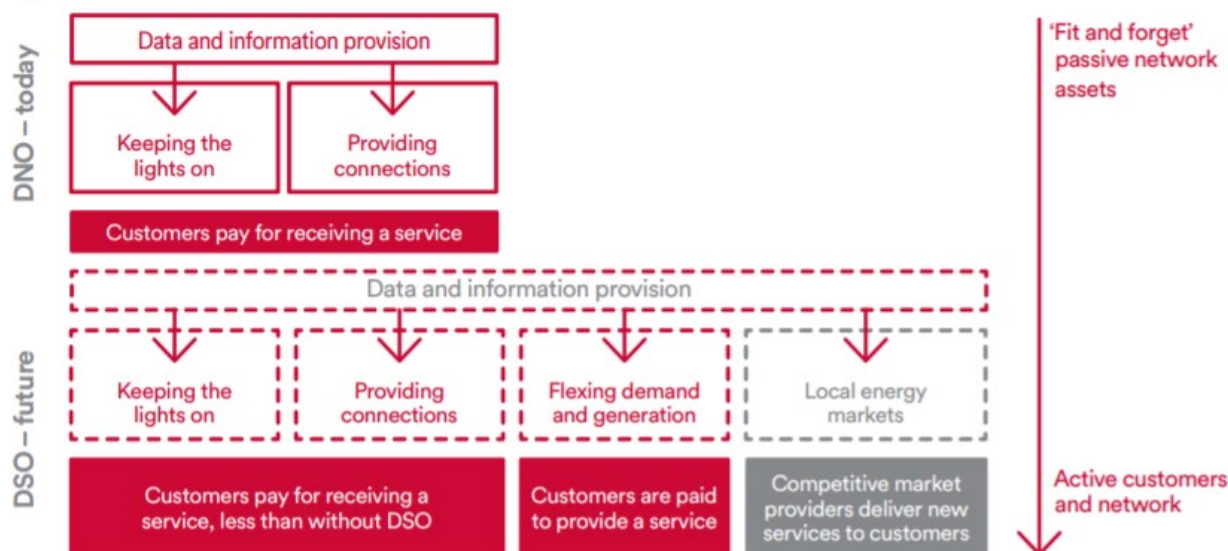 DNO – today
Data and information provision
Keeping the
lights on
Providing
connections
Customers pay for receiving a service
'Fit and forget'
passive network
assets
DSO – future
Data and information provision
Keeping the
lights on
Providing
connections
Flexing demand
and generation
Local energy
markets
Customers pay for receiving a
service, less than without DSO
Customers are paid
to provide a service
Competitive market
providers deliver new
services to customers
Active customers
and network